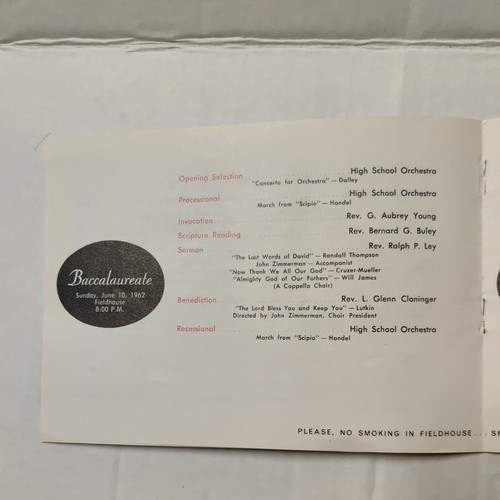 Baccalaureate
Sunday, June 10, 1962
Fieldhouse
8:00 P.M.
Opening Selection High School Orchestra
"Concerto for Orchestra" — Dalley
Processional High School Orchestra
March from "Scipio" — Handel
Invocation Rev. G. Aubrey Young
Scripture Reading Rev. Bernard G. Buley
Sermon Rev. Ralph P. Ley
"The Last Words of David" — Randall Thompson
John Zimmerman — Accompanist
"Now Thank We All Our God" — Cruzer-Mueller
"Almighty God of Our Fathers" — Will James
(A Cappella Choir)
Benediction Rev. L. Glenn Cloninger
"The Lord Bless You and Keep You" — Lutkin
Directed by John Zimmerman, Choir President
Recessional High School Orchestra
March from "Scipio" — Handel
PLEASE, NO SMOKING IN FIELDHOUSE...